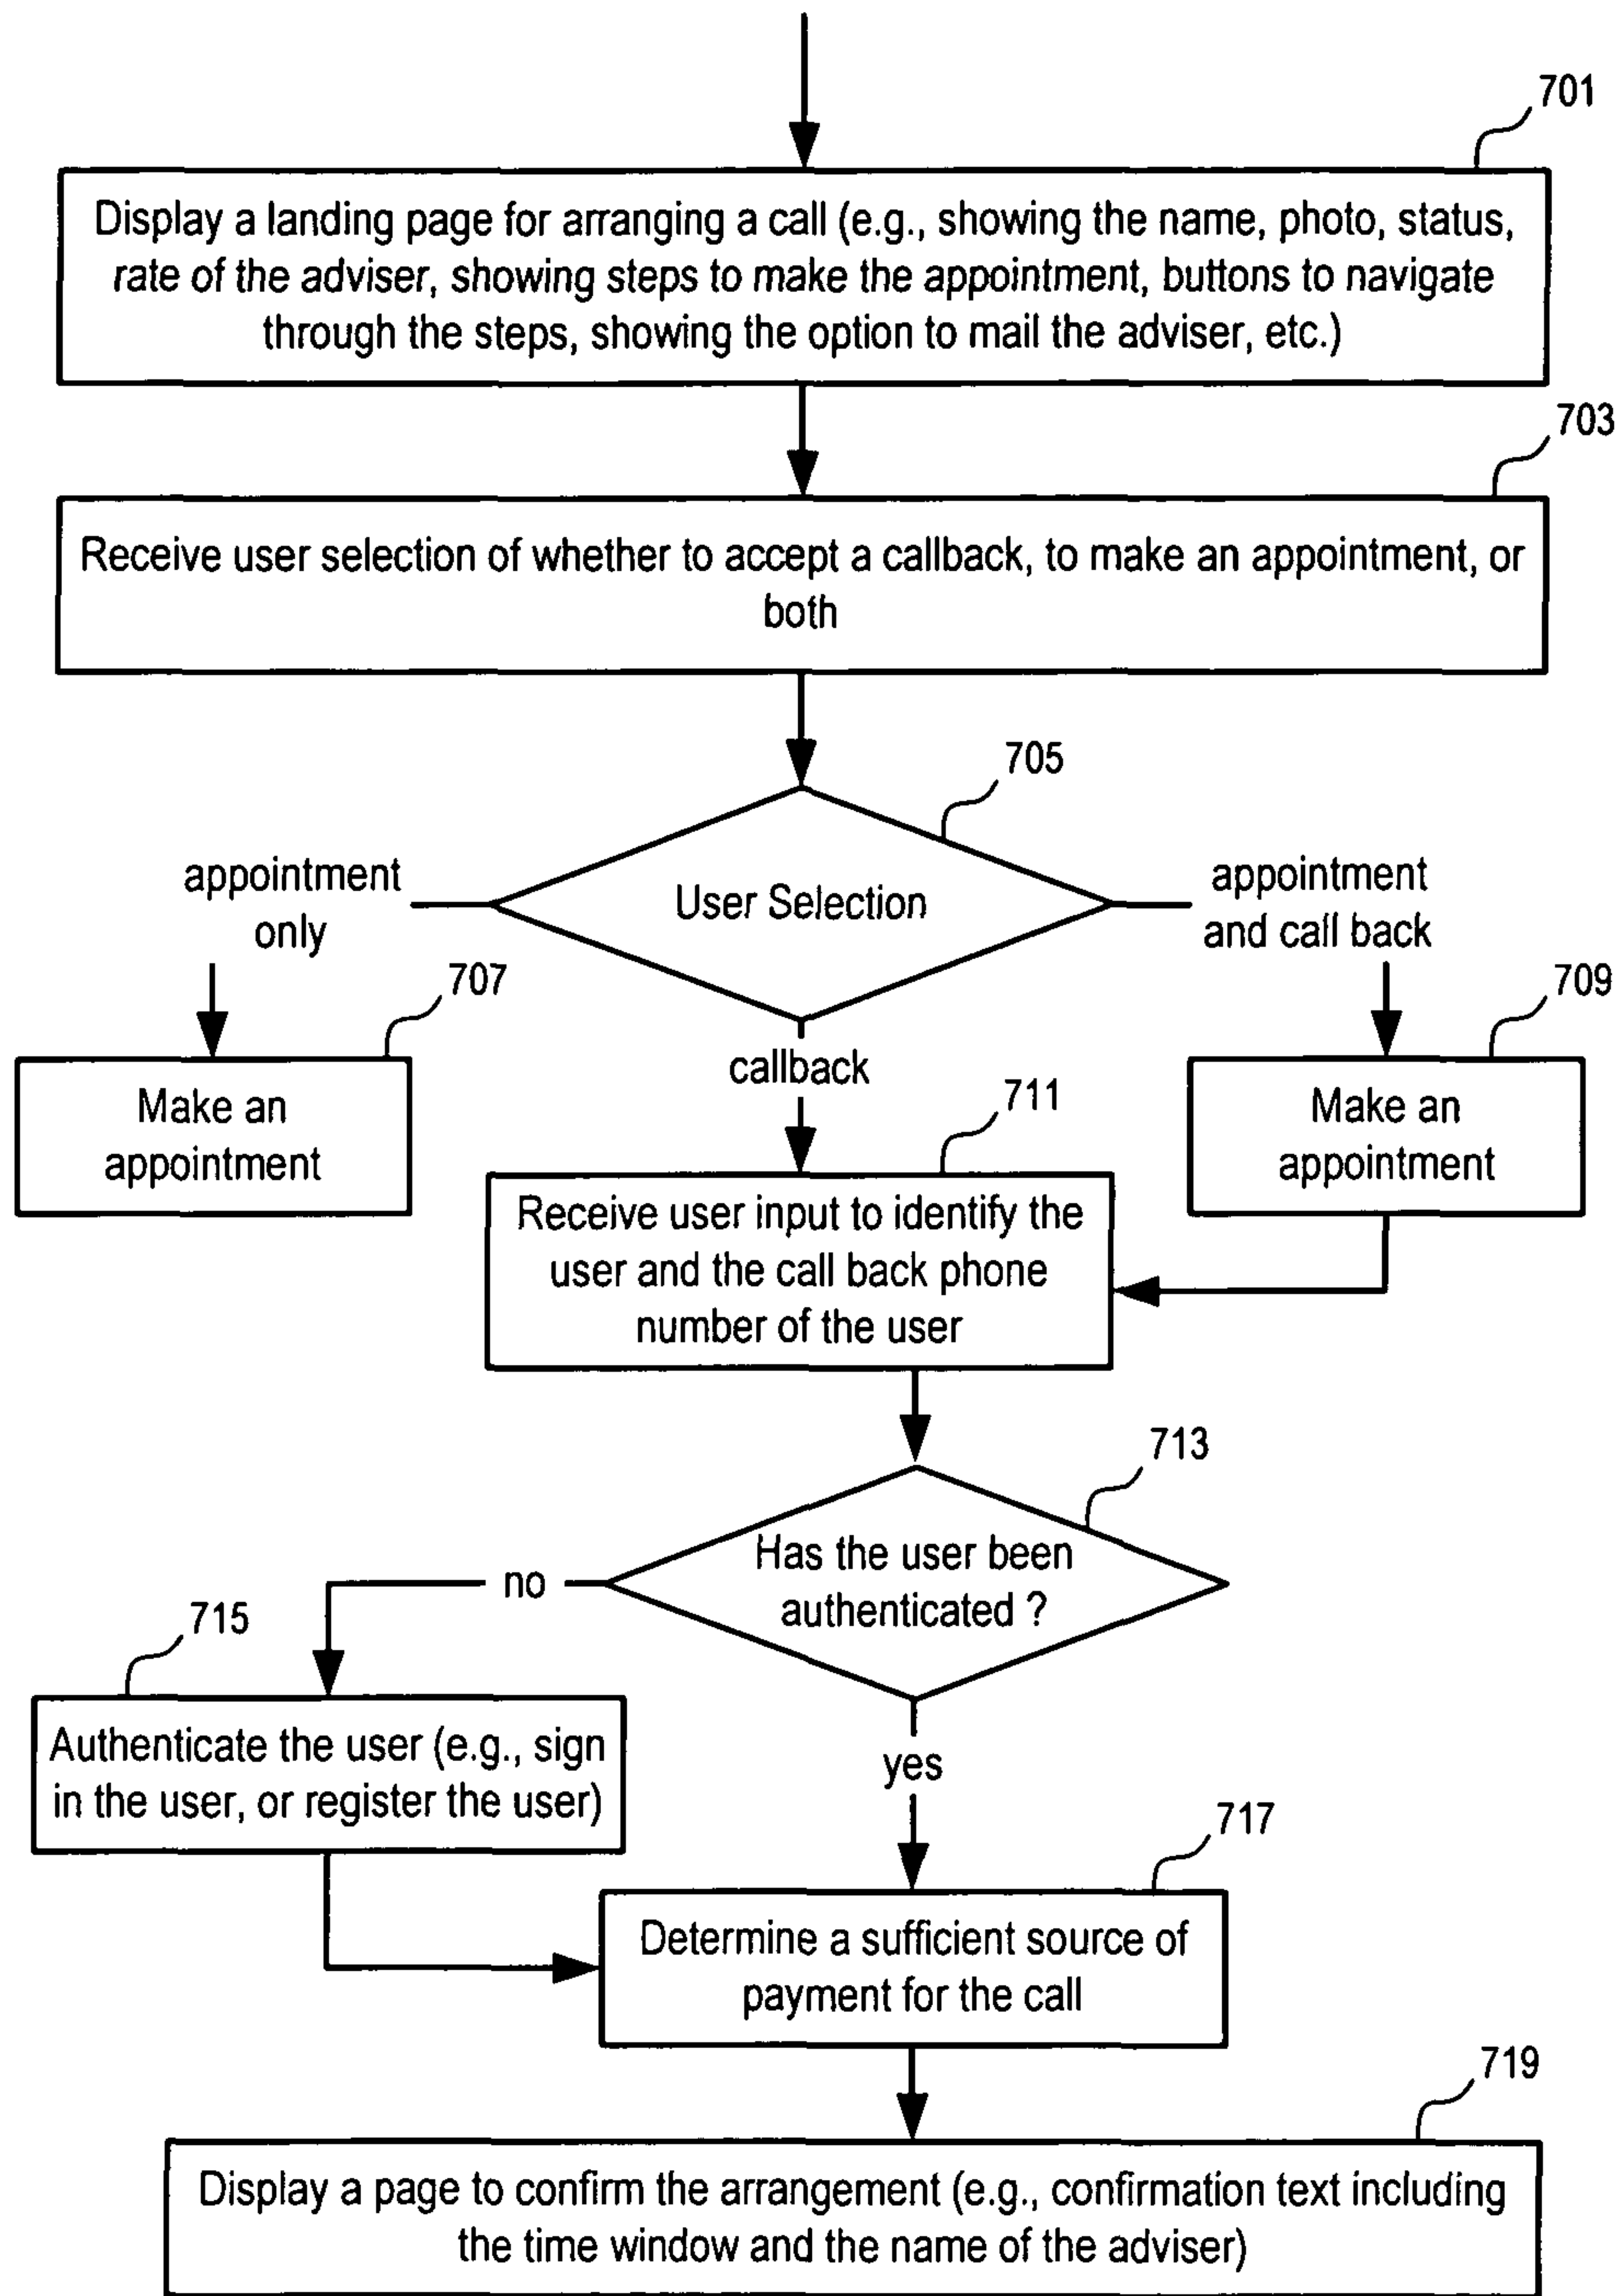 701
Display a landing page for arranging a call (e.g., showing the name, photo, status,
rate of the adviser, showing steps to make the appointment, buttons to navigate
through the steps, showing the option to mail the adviser, etc.)
703
Receive user selection of whether to accept a callback, to make an appointment, or
both
705
User Selection
appointment
only
appointment
and call back
707
Make an
appointment
callback
709
Make an
appointment
711
Receive user input to identify the
user and the call back phone
number of the user
713
Has the user been
authenticated ?
no
715
Authenticate the user (e.g., sign
in the user, or register the user)
yes
717
Determine a sufficient source of
payment for the call
719
Display a page to confirm the arrangement (e.g., confirmation text including
the time window and the name of the adviser)